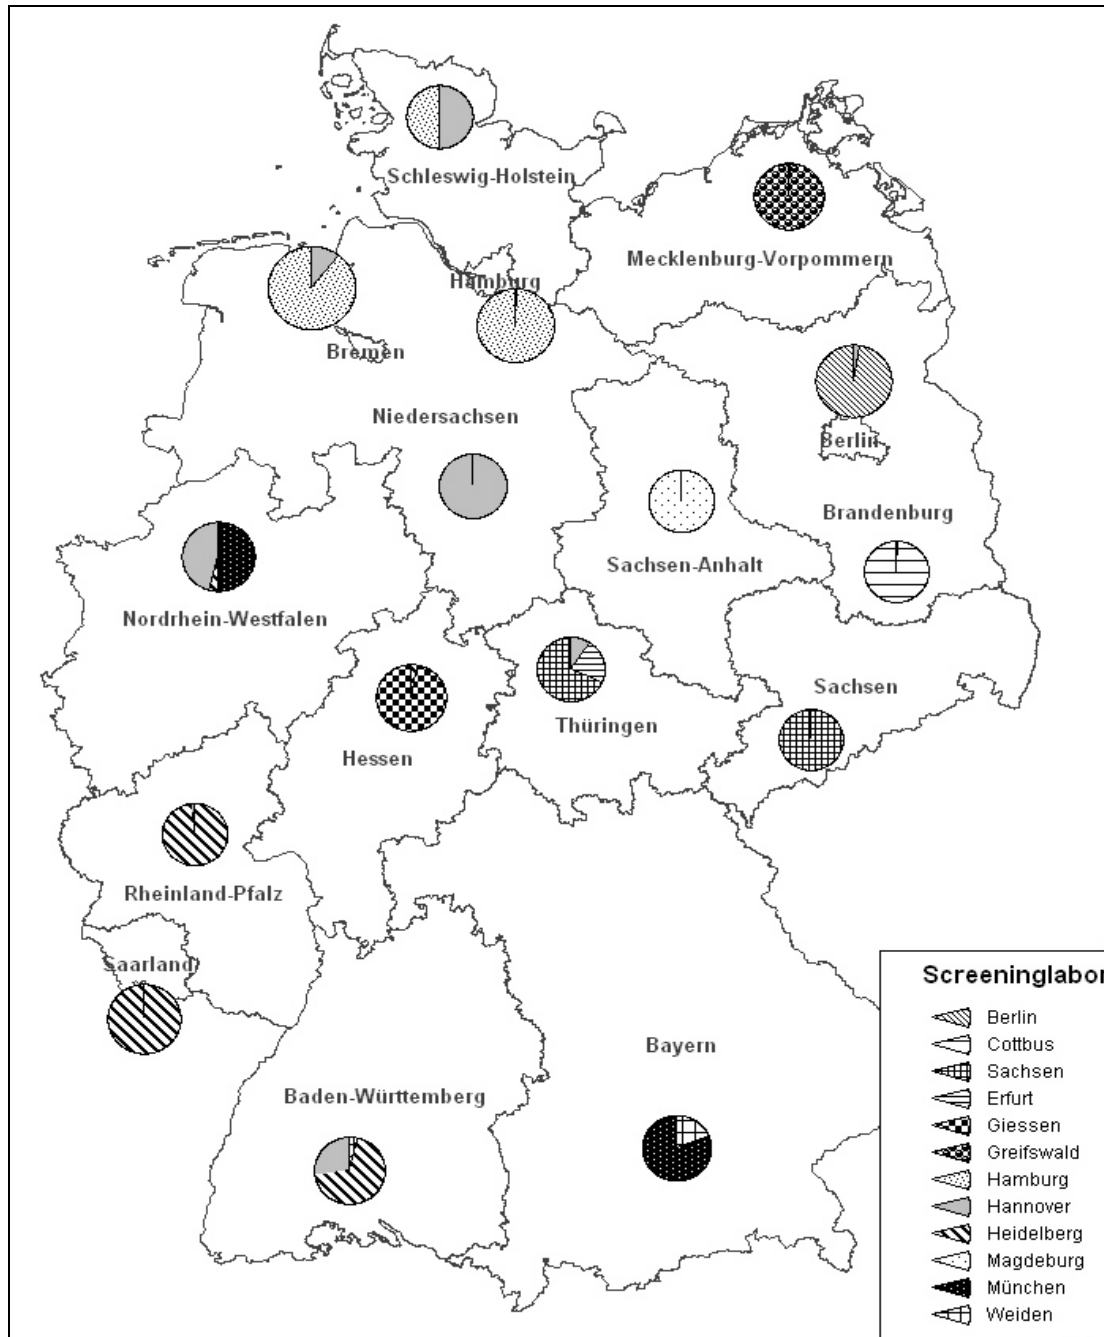 Schleswig-Holstein
Mecklenburg-Vorpommern
Hamburg
Bremen
Niedersachsen
Berlin
Brandenburg
Sachsen-Anhalt
Nordrhein-Westfalen
Sachsen
Thüringen
Hessen
Rheinland-Pfalz
Saarland
Bayern
Baden-Württemberg
Screeninglabor
Berlin
Cottbus
Sachsen
Erfurt
Giessen
Greifswald
Hamburg
Hannover
Heidelberg
Magdeburg
München
Weiden